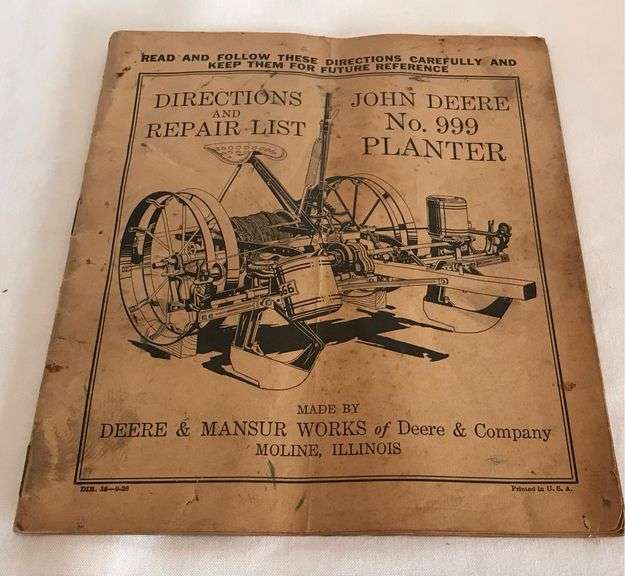 READ AND FOLLOW THESE DIRECTIONS CAREFULLY AND
KEEP THEM FOR FUTURE REFERENCE
DIRECTIONS
AND
REPAIR LIST
JOHN DEERE
No. 999
PLANTER
MADE BY
DEERE & MANSUR WORKS of Deere & Company
MOLINE, ILLINOIS
Printed in U. S. A.